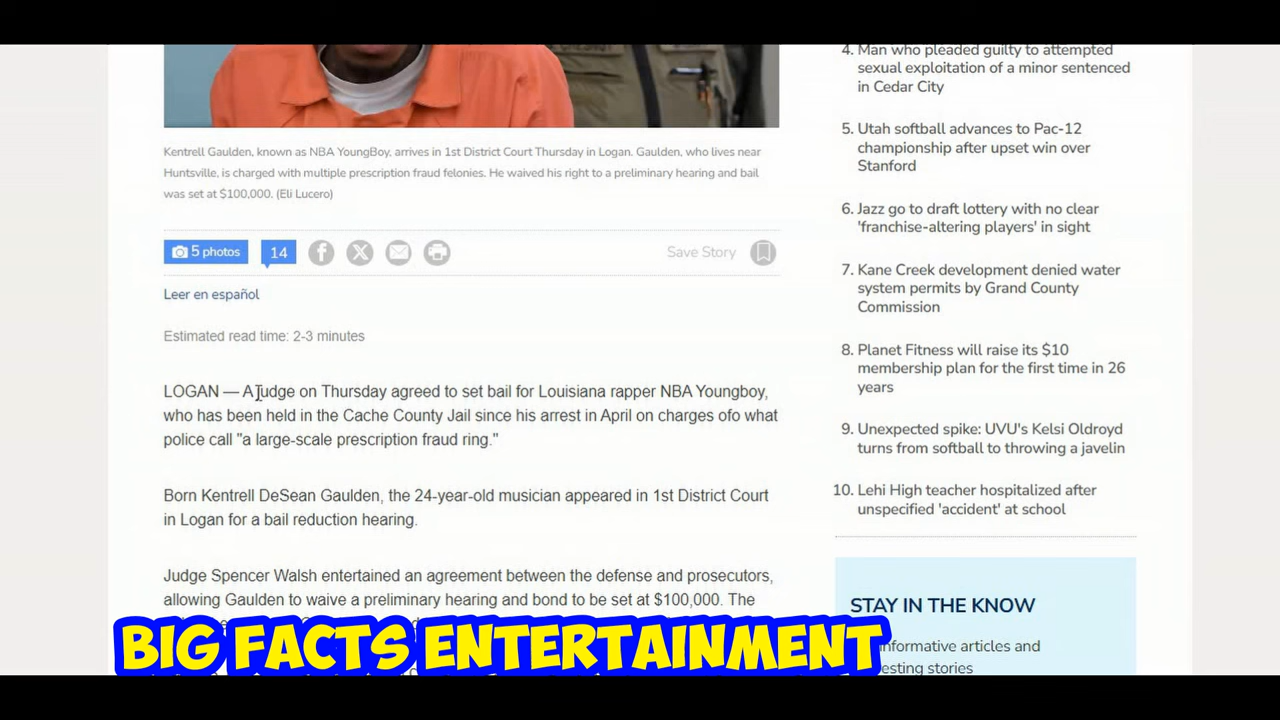 Kentrell Gaulden, known as NBA YoungBoy, arrives in 1st District Court Thursday in Logan. Gaulden, who lives near
Huntsville, is charged with multiple prescription fraud felonies. He waived his right to a preliminary hearing and bail
was set at $100,000. (Eli Lucero)
5 photos
14
Save Story
Leer en español
Estimated read time: 2-3 minutes
LOGAN — A judge on Thursday agreed to set bail for Louisiana rapper NBA Youngboy,
who has been held in the Cache County Jail since his arrest in April on charges ofo what
police call "a large-scale prescription fraud ring."
Born Kentrell DeSean Gaulden, the 24-year-old musician appeared in 1st District Court
in Logan for a bail reduction hearing.
Judge Spencer Walsh entertained an agreement between the defense and prosecutors,
allowing Gaulden to waive a preliminary hearing and bond to be set at $100,000. The
BIG FACTS ENTERTAINMENT
4. Man who pleaded guilty to attempted
sexual exploitation of a minor sentenced
in Cedar City
5. Utah softball advances to Pac-12
championship after upset win over
Stanford
6. Jazz go to draft lottery with no clear
'franchise-altering players' in sight
7. Kane Creek development denied water
system permits by Grand County
Commission
8. Planet Fitness will raise its $10
membership plan for the first time in 26
years
9. Unexpected spike: UVU's Kelsi Oldroyd
turns from softball to throwing a javelin
10. Lehi High teacher hospitalized after
unspecified 'accident' at school
STAY IN THE KNOW
informative articles and
esting stories